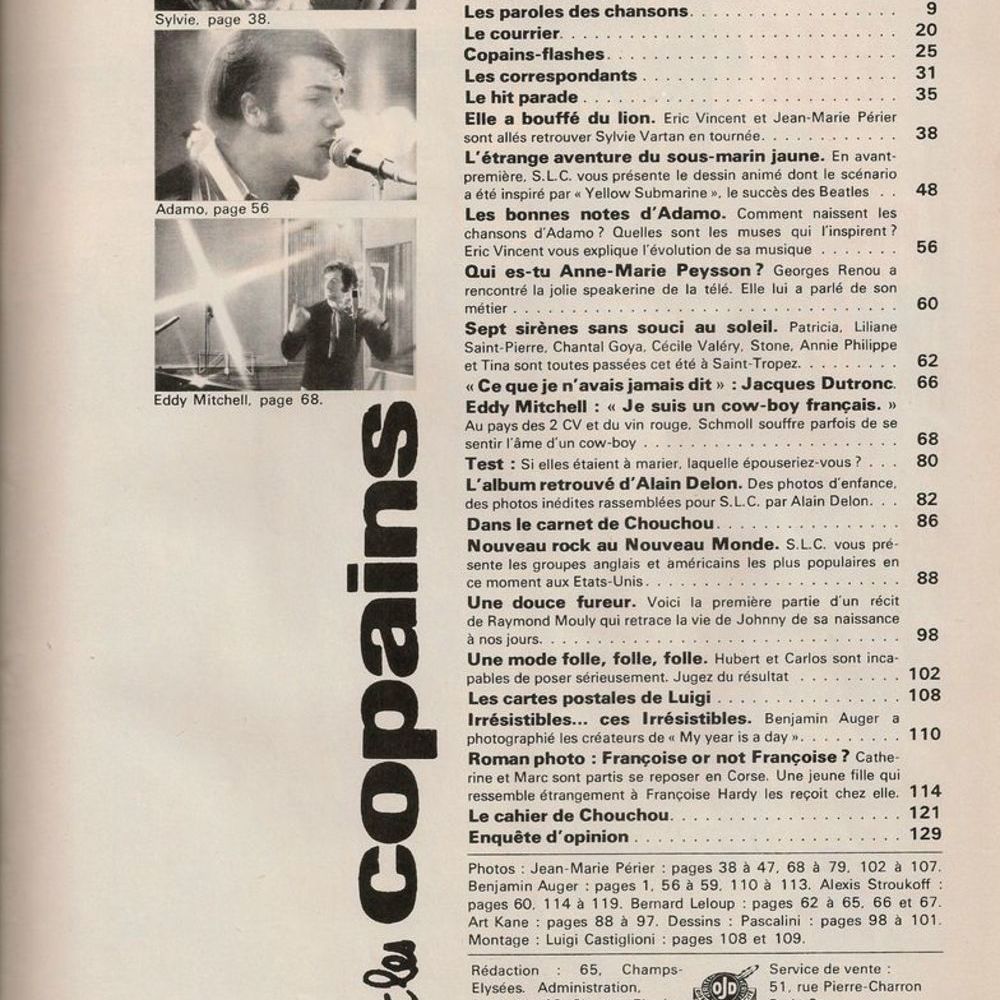 Sylvie, page 38.
Adamo, page 56
Eddy Mitchell, page 68.
les copains
Les paroles des chansons. . . . . . . . . . . . . . . . . . 9
Le courrier. . . . . . . . . . . . . . . . . . . . . . . . . . . . . 20
Copains-flashes. . . . . . . . . . . . . . . . . . . . . . . . . 25
Les correspondants . . . . . . . . . . . . . . . . . . . . . . 31
Le hit parade . . . . . . . . . . . . . . . . . . . . . . . . . . . 35
Elle a bouffé du lion. Eric Vincent et Jean-Marie Périer
sont allés retrouver Sylvie Vartan en tournée. . . . . . . . . . . . 38
L'étrange aventure du sous-marin jaune. En avant-
première, S.L.C. vous présente le dessin animé dont le scénario
a été inspiré par « Yellow Submarine », le succès des Beatles . . 48
Les bonnes notes d'Adamo. Comment naissent les
chansons d'Adamo ? Quelles sont les muses qui l'inspirent ?
Eric Vincent vous explique l'évolution de sa musique . . . . . . . 56
Qui es-tu Anne-Marie Peysson ? Georges Renou a
rencontré la jolie speakerine de la télé. Elle lui a parlé de son
métier . . . . . . . . . . . . . . . . . . . . . . . . . . . . . . . . . 60
Sept sirènes sans souci au soleil. Patricia, Liliane
Saint-Pierre, Chantal Goya, Cécile Valéry, Stone, Annie Philippe
et Tina sont toutes passées cet été à Saint-Tropez. . . . . . . . . 62
« Ce que je n'avais jamais dit » : Jacques Dutronc. 66
Eddy Mitchell : « Je suis un cow-boy français. »
Au pays des 2 CV et du vin rouge, Schmoll souffre parfois de se
sentir l'âme d'un cow-boy . . . . . . . . . . . . . . . . . . . . . . 68
Test : Si elles étaient à marier, laquelle épouseriez-vous ? . . . 80
L'album retrouvé d'Alain Delon. Des photos d'enfance,
des photos inédites rassemblées pour S.L.C. par Alain Delon. . . 82
Dans le carnet de Chouchou. . . . . . . . . . . . . . . . 86
Nouveau rock au Nouveau Monde. S.L.C. vous pré-
sente les groupes anglais et américains les plus populaires en
ce moment aux Etats-Unis. . . . . . . . . . . . . . . . . . . . . . 88
Une douce fureur. Voici la première partie d'un récit
de Raymond Mouly qui retrace la vie de Johnny de sa naissance
à nos jours. . . . . . . . . . . . . . . . . . . . . . . . . . . . . . 98
Une mode folle, folle, folle. Hubert et Carlos sont inca-
pables de poser sérieusement. Jugez du résultat . . . . . . . . . 102
Les cartes postales de Luigi . . . . . . . . . . . . . . . . 108
Irrésistibles... ces Irrésistibles. Benjamin Auger a
photographié les créateurs de « My year is a day ». . . . . . . . . 110
Roman photo : Françoise or not Françoise ? Cathe-
rine et Marc sont partis se reposer en Corse. Une jeune fille qui
ressemble étrangement à Françoise Hardy les reçoit chez elle. 114
Le cahier de Chouchou. . . . . . . . . . . . . . . . . . . . 121
Enquête d'opinion . . . . . . . . . . . . . . . . . . . . . . . 129
Photos : Jean-Marie Périer : pages 38 à 47, 68 à 79, 102 à 107.
Benjamin Auger : pages 1, 56 à 59, 110 à 113. Alexis Stroukoff :
pages 60, 114 à 119. Bernard Leloup : pages 62 à 65, 66 et 67.
Art Kane : pages 88 à 97. Dessins : Pascalini : pages 98 à 101.
Montage : Luigi Castiglioni : pages 108 et 109.
Rédaction : 65, Champs-
Elysées. Administration,
OJD
Service de vente :
51, rue Pierre-Charron